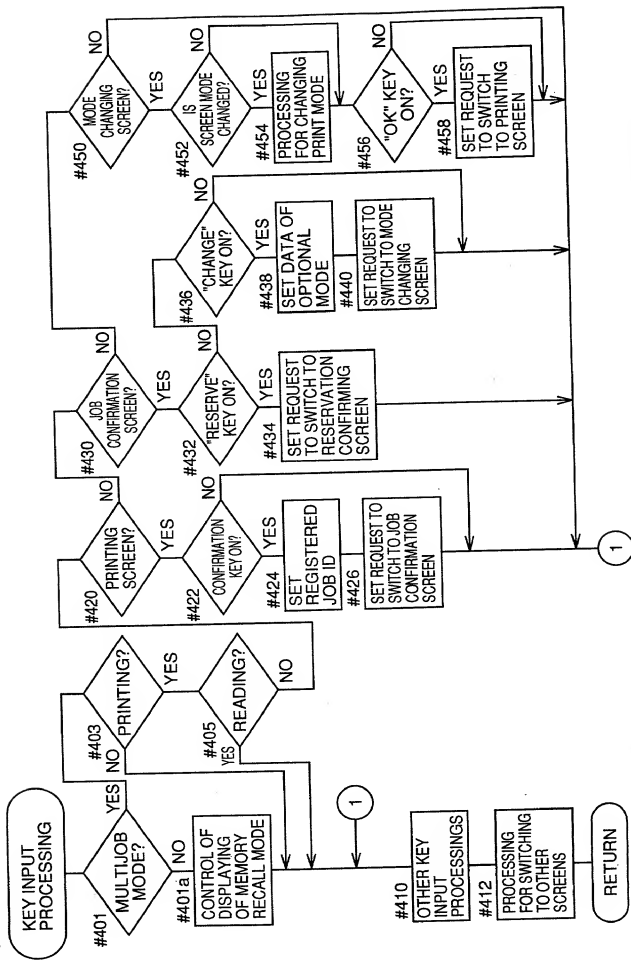 KEY INPUT
PROCESSING
#401
MULTIJOB
MODE?
YES
NO
#401a
CONTROL OF
DISPLAYING
OF MEMORY
RECALL MODE
#403
PRINTING?
NO
YES
#405
READING?
YES
NO
1
#410
OTHER KEY
INPUT
PROCESSINGS
#412
PROCESSING
FOR SWITCHING
TO OTHER
SCREENS
RETURN
#420
PRINTING
SCREEN?
NO
YES
#422
CONFIRMATION
KEY ON?
NO
YES
#424
SET
REGISTERED
JOB ID
#426
SET REQUEST TO
SWITCH TO JOB
CONFIRMATION
SCREEN
#430
JOB
CONFIRMATION
SCREEN?
NO
YES
#432
"RESERVE"
KEY ON?
NO
YES
#434
SET REQUEST
TO SWITCH TO
RESERVATION
CONFIRMING
SCREEN
#436
"CHANGE"
KEY ON?
NO
YES
#438
SET DATA OF
OPTIONAL
MODE
#440
SET REQUEST TO
SWITCH TO MODE
CHANGING
SCREEN
#450
MODE
CHANGING
SCREEN?
NO
YES
#452
IS
SCREEN MODE
CHANGED?
NO
YES
#454
PROCESSING
FOR CHANGING
PRINT MODE
#456
"OK" KEY
ON?
NO
YES
#458
SET REQUEST
TO SWITCH
TO PRINTING
SCREEN
1